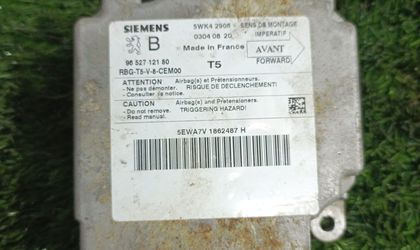 SIEMENS
5WK4 2908
SENS DE MONTAGE
IMPERATIF
B
0304 08 20
AVANT
Made in France
FORWARD
96 527 121 80
T5
RBG-T5-V-8-CEM00
ATTENTION
Airbag(s) et Prétensionneurs.
- Ne pas démonter.
RISQUE DE DECLENCHEMENT!
- Consulter la notice.
CAUTION
Airbag(s) and Pretensioners.
- Do not remove.
TRIGGERING HAZARD!
- Read manual.
5EWA7V 1862487 H